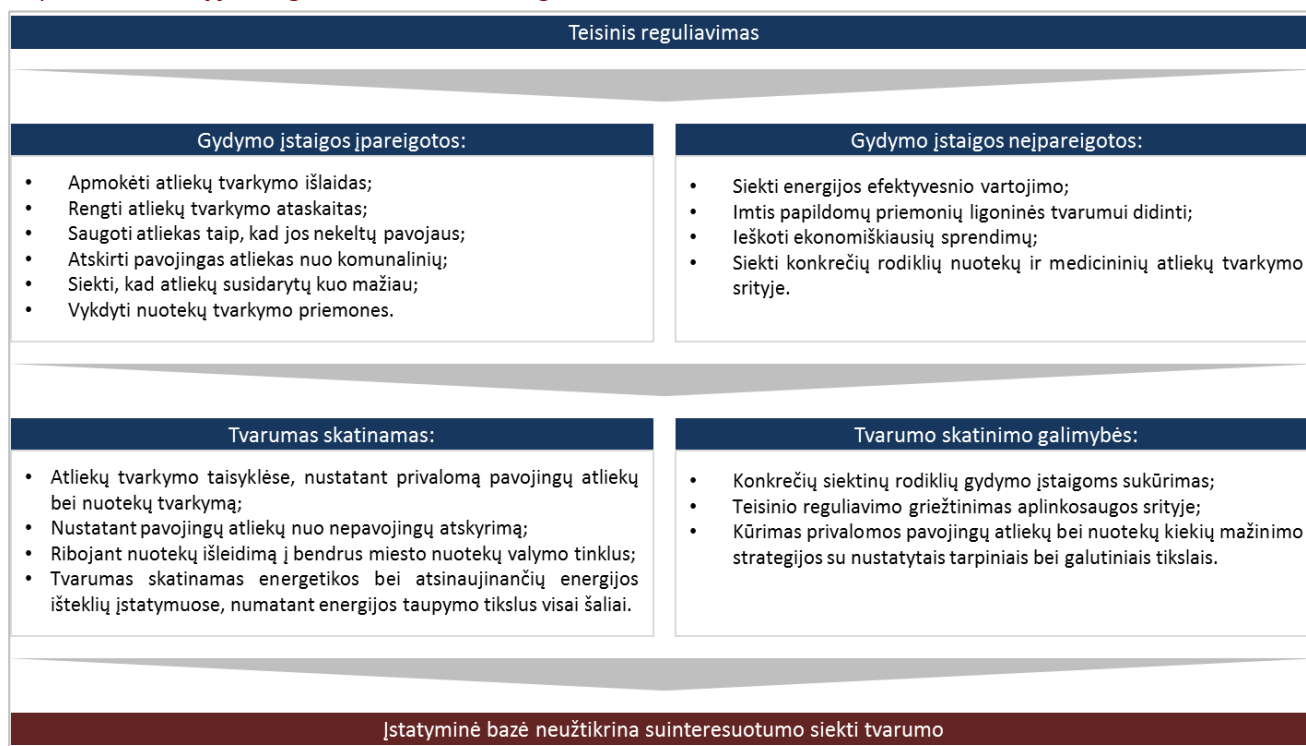 Teisinis reguliavimas
Gydymo įstaigos įpareigotos:
• Apmokėti atliekų tvarkymo išlaidas;
• Rengti atliekų tvarkymo ataskaitas;
• Saugoti atliekas taip, kad jos nekeltų pavojaus;
• Atskirti pavojingas atliekas nuo komunalinių;
• Siekti, kad atliekų susidarytų kuo mažiau;
• Vykdyti nuotekų tvarkymo priemones.
Gydymo įstaigos neįpareigotos:
• Siekti energijos efektyvesnio vartojimo;
• Imtis papildomų priemonių ligoninės tvarumui didinti;
• Ieškoti ekonomiškiausių sprendimų;
• Siekti konkrečių rodiklių nuotekų ir medicininių atliekų tvarkymo
srityje.
Tvarumas skatinamas:
• Atliekų tvarkymo taisyklėse, nustatant privalomą pavojingų atliekų
bei nuotekų tvarkymą;
• Nustatant pavojingų atliekų nuo nepavojingų atskyrimą;
• Ribojant nuotekų išleidimą į bendrus miesto nuotekų valymo tinklus;
• Tvarumas skatinamas energetikos bei atsinaujinančių energijos
išteklių įstatymuose, numatant energijos taupymo tikslus visai šaliai.
Tvarumo skatinimo galimybės:
• Konkrečių siektinų rodiklių gydymo įstaigoms sukūrimas;
• Teisinio reguliavimo griežtinimas aplinkosaugos srityje;
• Kūrimas privalomos pavojingų atliekų bei nuotekų kiekių mažinimo
strategijos su nustatytais tarpiniais bei galutiniais tikslais.
Įstatyminė bazė neužtikrina suinteresuotumo siekti tvarumo